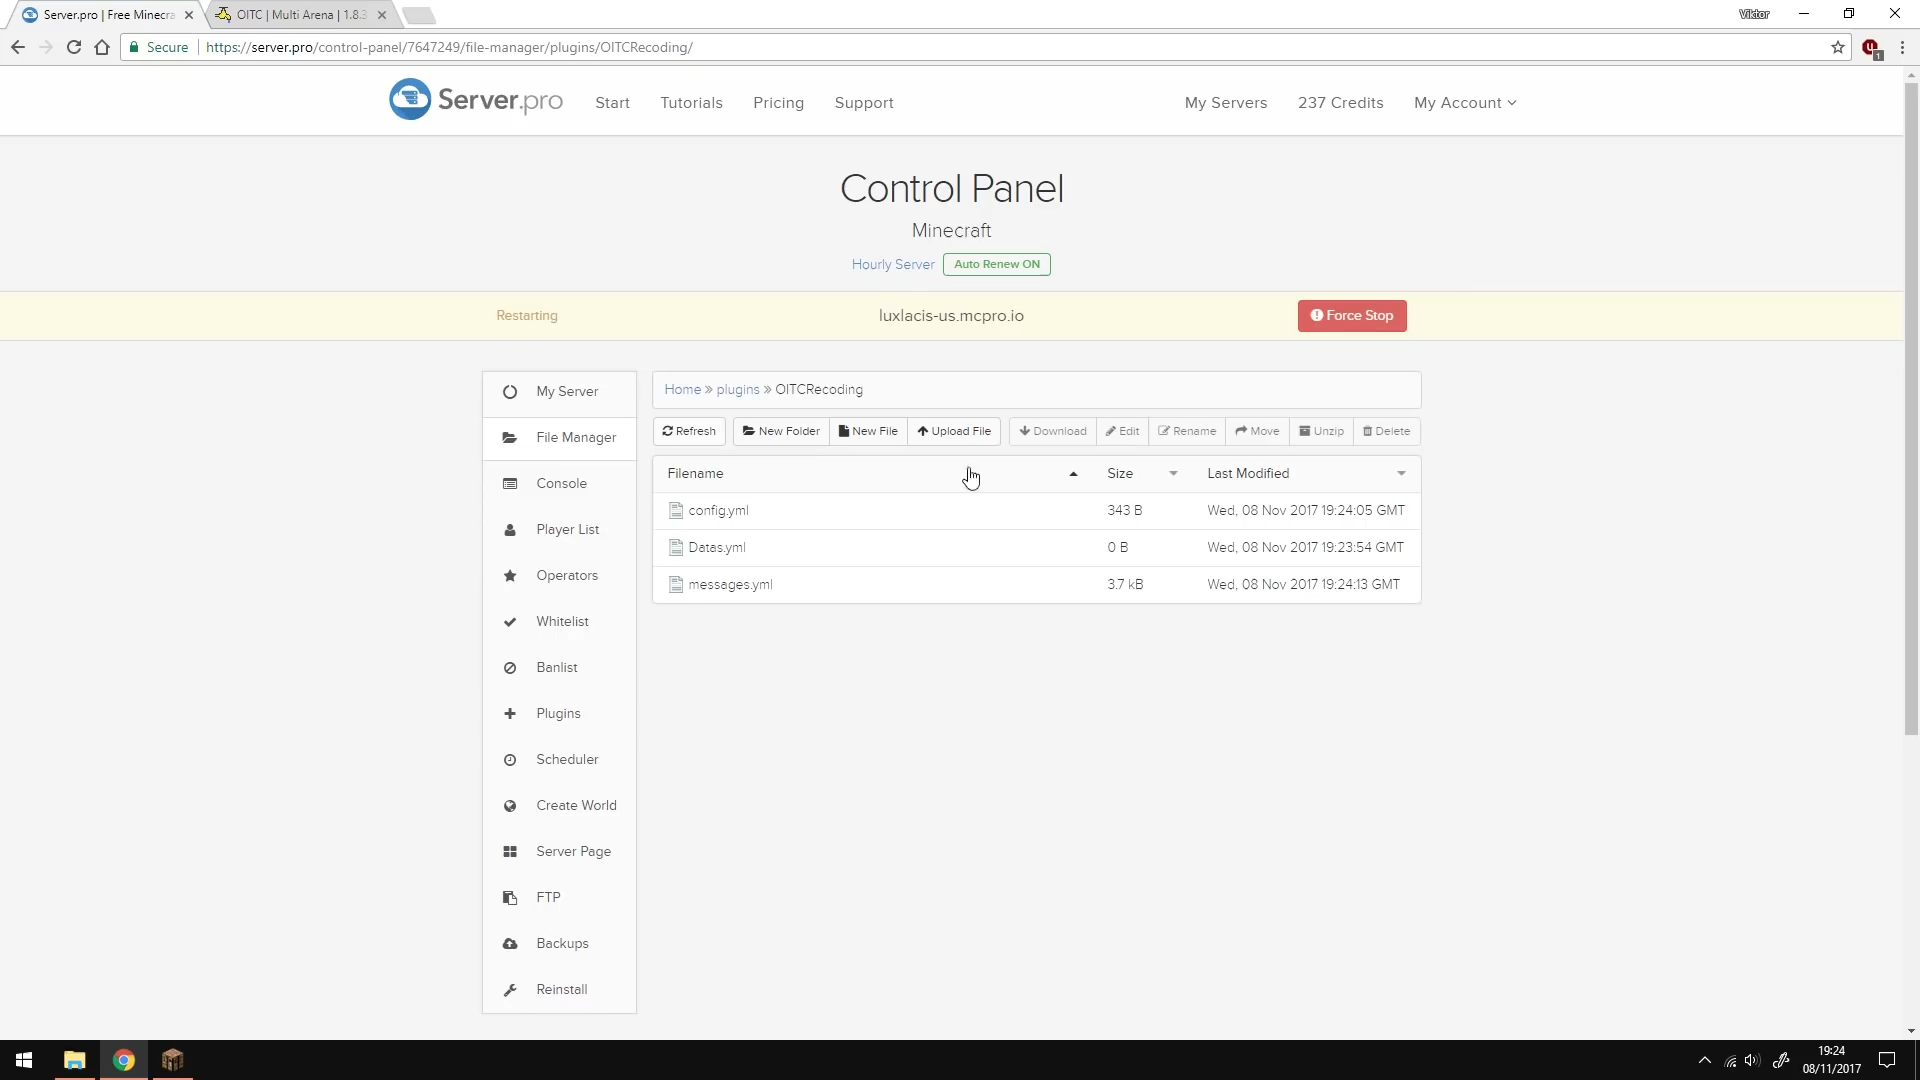 Server.pro | Free Minecra
OITC | Multi Arena | 1.8.3
Viktor
Secure
https://server.pro/control-panel/7647249/file-manager/plugins/OITCRecoding/
1
Server.pro
Start
Tutorials
Pricing
Support
My Servers
237 Credits
My Account
Control Panel
Minecraft
Hourly Server
Auto Renew ON
Restarting
luxlacis-us.mcpro.io
Force Stop
My Server
File Manager
Console
Player List
Operators
Whitelist
Banlist
Plugins
Scheduler
Create World
Server Page
FTP
Backups
Reinstall
Home » plugins » OITCRecoding
Refresh
New Folder
New File
Upload File
Download
Edit
Rename
Move
Unzip
Delete
Filename Size Last Modified
config.yml 343 B Wed, 08 Nov 2017 19:24:05 GMT
Datas.yml 0 B Wed, 08 Nov 2017 19:23:54 GMT
messages.yml 3.7 kB Wed, 08 Nov 2017 19:24:13 GMT
19:24
08/11/2017